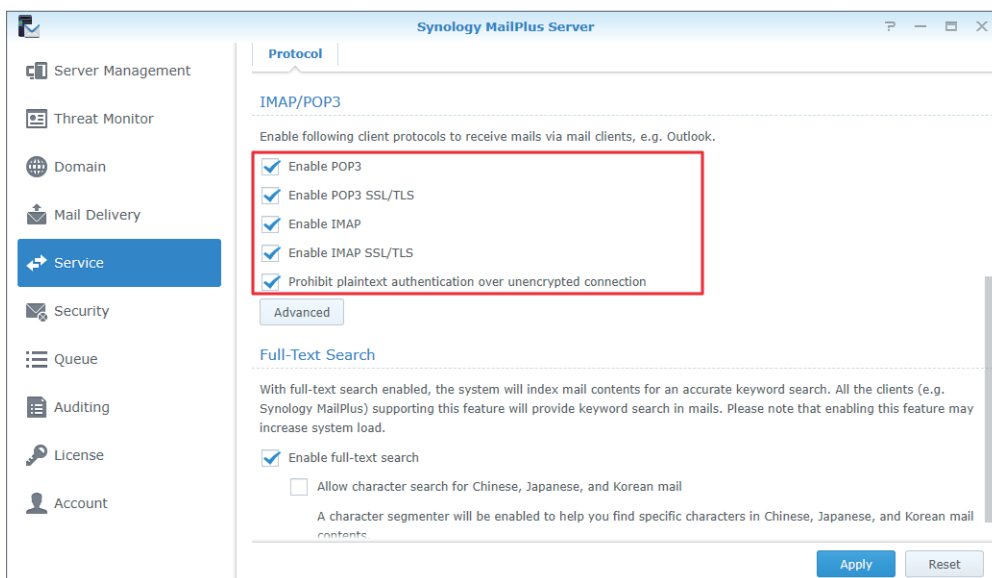 Synology MailPlus Server
Server Management
Threat Monitor
Domain
Mail Delivery
Service
Security
Queue
Auditing
License
Account
Protocol
IMAP/POP3
Enable following client protocols to receive mails via mail clients, e.g. Outlook.
Enable POP3
Enable POP3 SSL/TLS
Enable IMAP
Enable IMAP SSL/TLS
Prohibit plaintext authentication over unencrypted connection
Advanced
Full-Text Search
With full-text search enabled, the system will index mail contents for an accurate keyword search. All the clients (e.g.
Synology MailPlus) supporting this feature will provide keyword search in mails. Please note that enabling this feature may
increase system load.
Enable full-text search
Allow character search for Chinese, Japanese, and Korean mail
A character segmenter will be enabled to help you find specific characters in Chinese, Japanese, and Korean mail
contents.
Apply
Reset